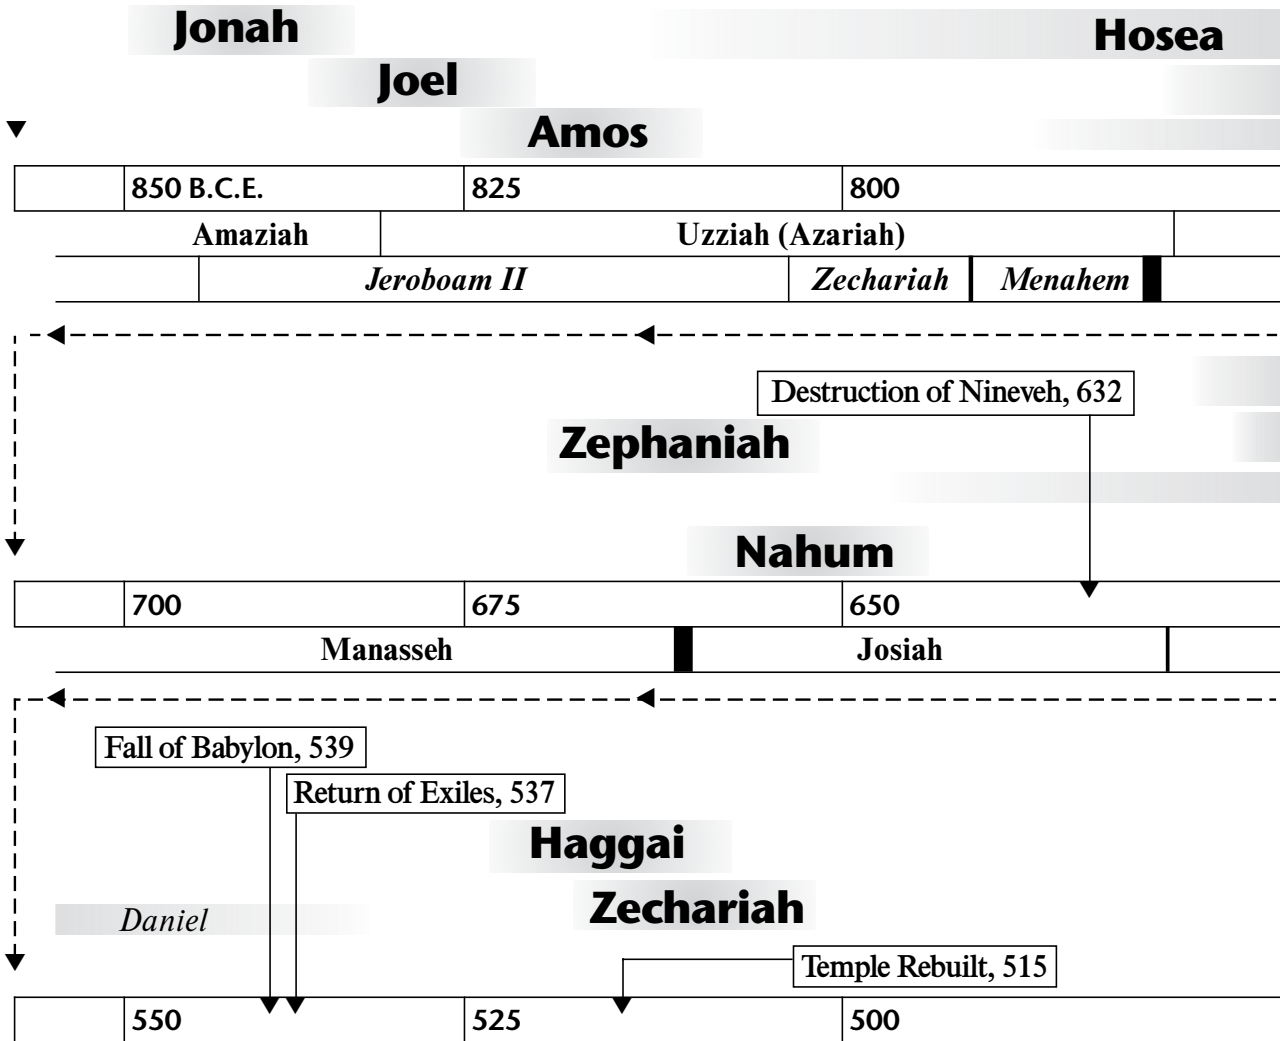 Jonah
Hosea
Joel
Amos
850 B.C.E. 825 800
Amaziah Uzziah (Azariah)
Jeroboam II Zechariah Menahem
Destruction of Nineveh, 632
Zephaniah
Nahum
700 675 650
Manasseh Josiah
Fall of Babylon, 539
Return of Exiles, 537
Haggai
Zechariah
Daniel
Temple Rebuilt, 515
550 525 500